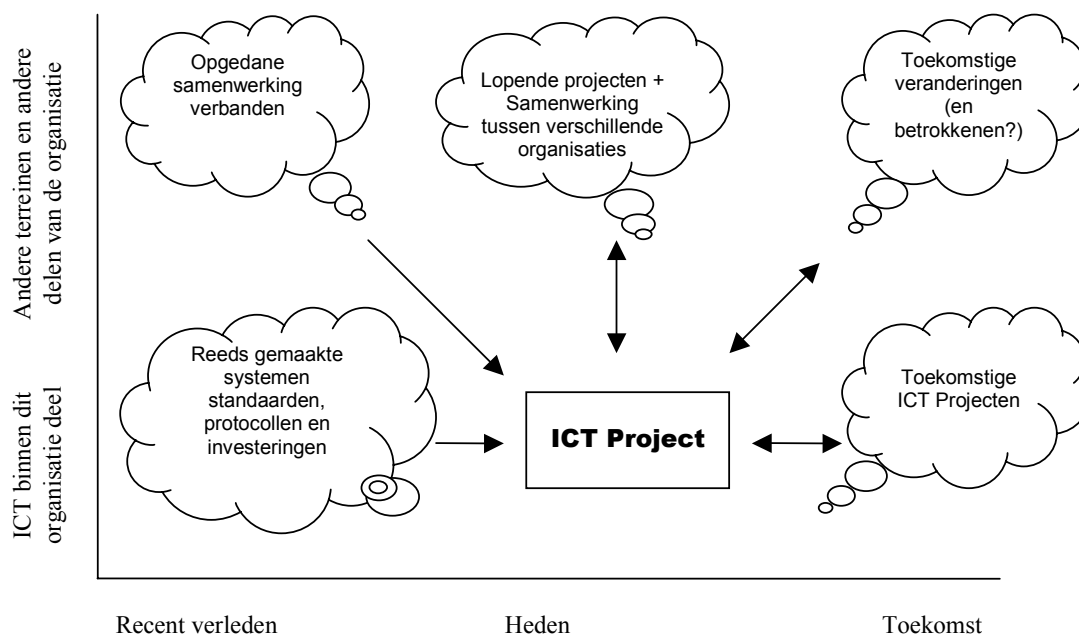 Andere terreinen en andere
delen van de organisatie
Opgedane
samenwerking
verbanden
Lopende projecten +
Samenwerking
tussen verschillende
organisaties
Toekomstige
veranderingen
(en
betrokkenen?)
ICT binnen dit
organisatie deel
Reeds gemaakte
systemen
standaarden,
protocollen en
investeringen
ICT Project
Toekomstige
ICT Projecten
Recent verleden
Heden
Toekomst